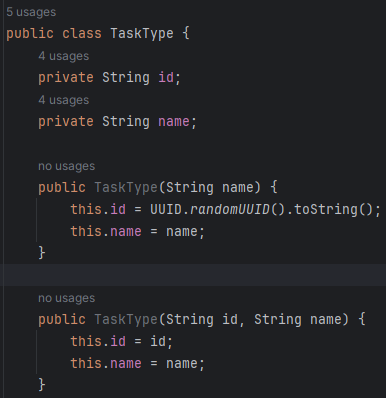 5 usages
public class TaskType {
4 usages
private String id;
4 usages
private String name;
no usages
public TaskType(String name) {
this.id = UUID.randomUUID().toString();
this.name = name;
}
no usages
public TaskType(String id, String name) {
this.id = id;
this.name = name;
}